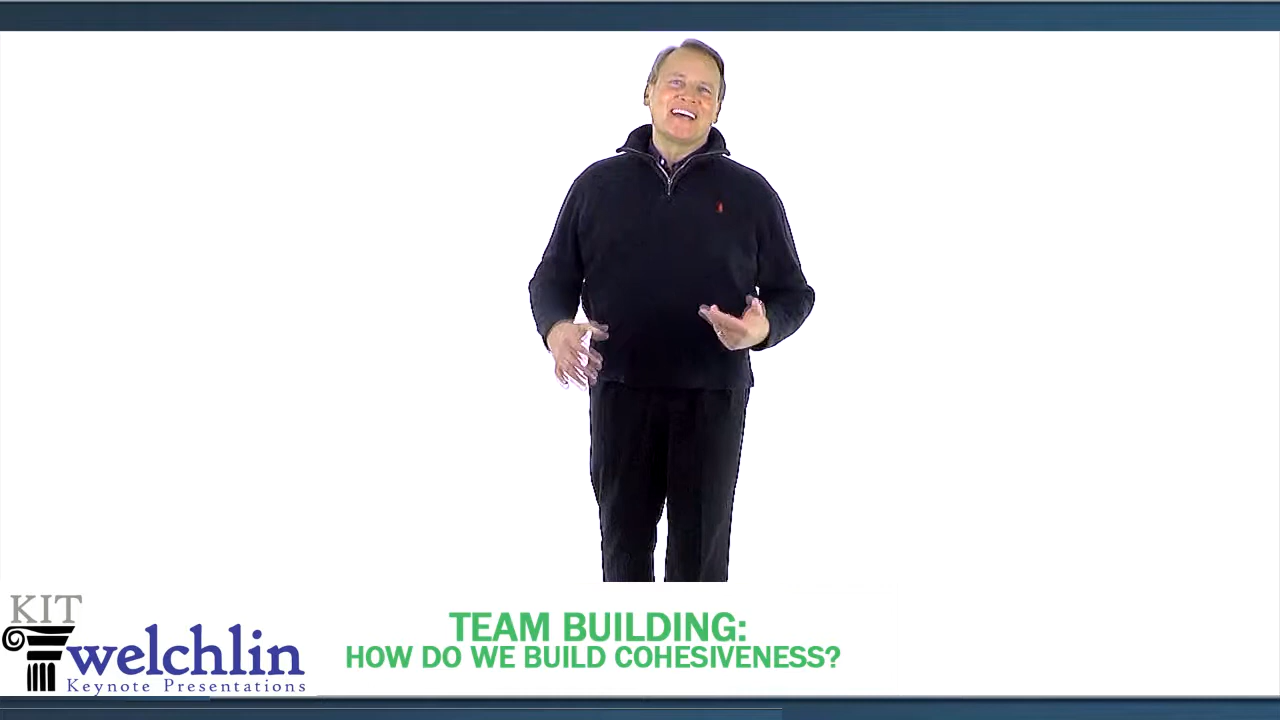 KIT
welchlin
Keynote Presentations
TEAM BUILDING:
HOW DO WE BUILD COHESIVENESS?